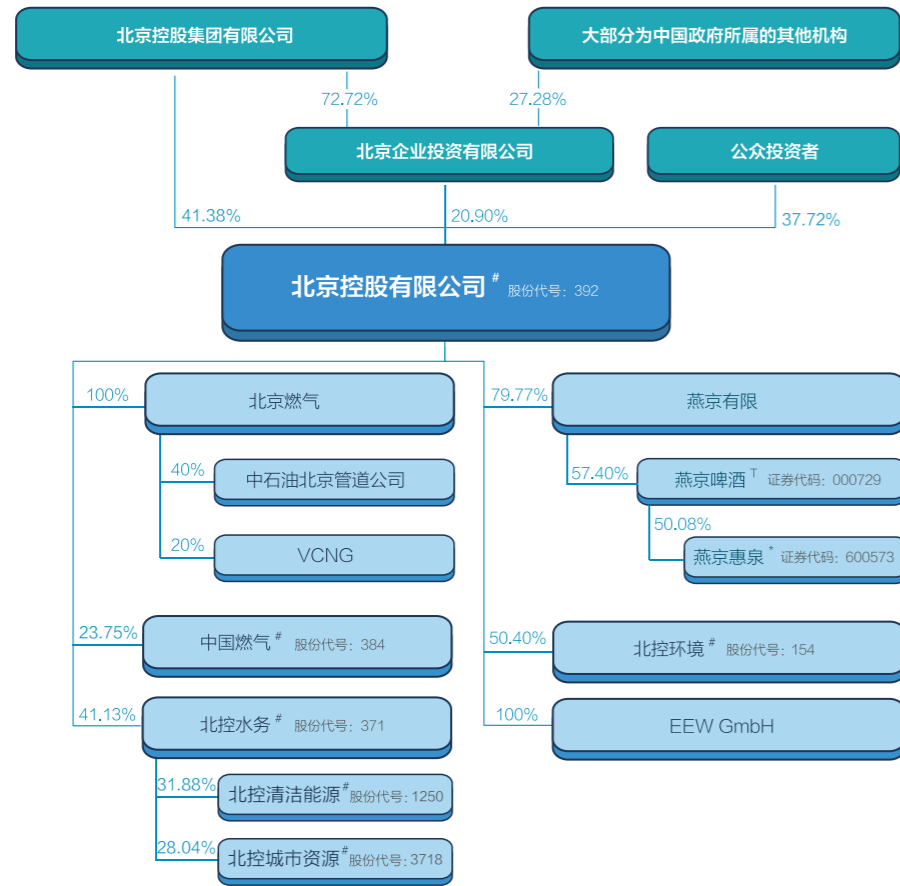 北京控股集团有限公司
大部分为中国政府所属的其他机构
72.72%
27.28%
北京企业投资有限公司
公众投资者
41.38%
20.90%
37.72%
北京控股有限公司 # 股份代号：392
100%
北京燃气
40%
中石油北京管道公司
20%
VCNG
23.75%
中国燃气 # 股份代号：384
41.13%
北控水务 # 股份代号：371
31.88%
北控清洁能源 # 股份代号：1250
28.04%
北控城市资源 # 股份代号：3718
79.77%
燕京有限
57.40%
燕京啤酒 T 证券代码：000729
50.08%
燕京惠泉 * 证券代码：600573
50.40%
北控环境 # 股份代号：154
100%
EEW GmbH